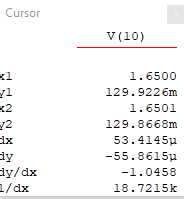 Cursor
V(10)
x1 1.6500
y1 129.9226m
x2 1.6501
y2 129.8668m
dx 53.4145µ
dy -55.8615µ
dy/dx -1.0458
1/dx 18.7215k